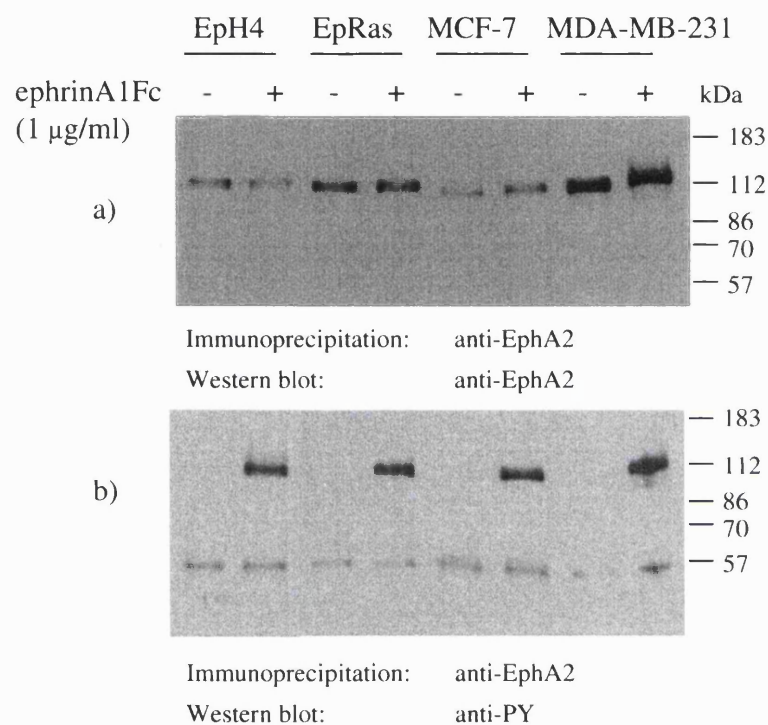 EpH4 EpRas MCF-7 MDA-MB-231
ephrinA1Fc - + - + - + - + kDa
(1 µg/ml)
183
112
a)
86
70
57
Immunoprecipitation: anti-EphA2
Western blot: anti-EphA2
183
112
b)
86
70
57
Immunoprecipitation: anti-EphA2
Western blot: anti-PY